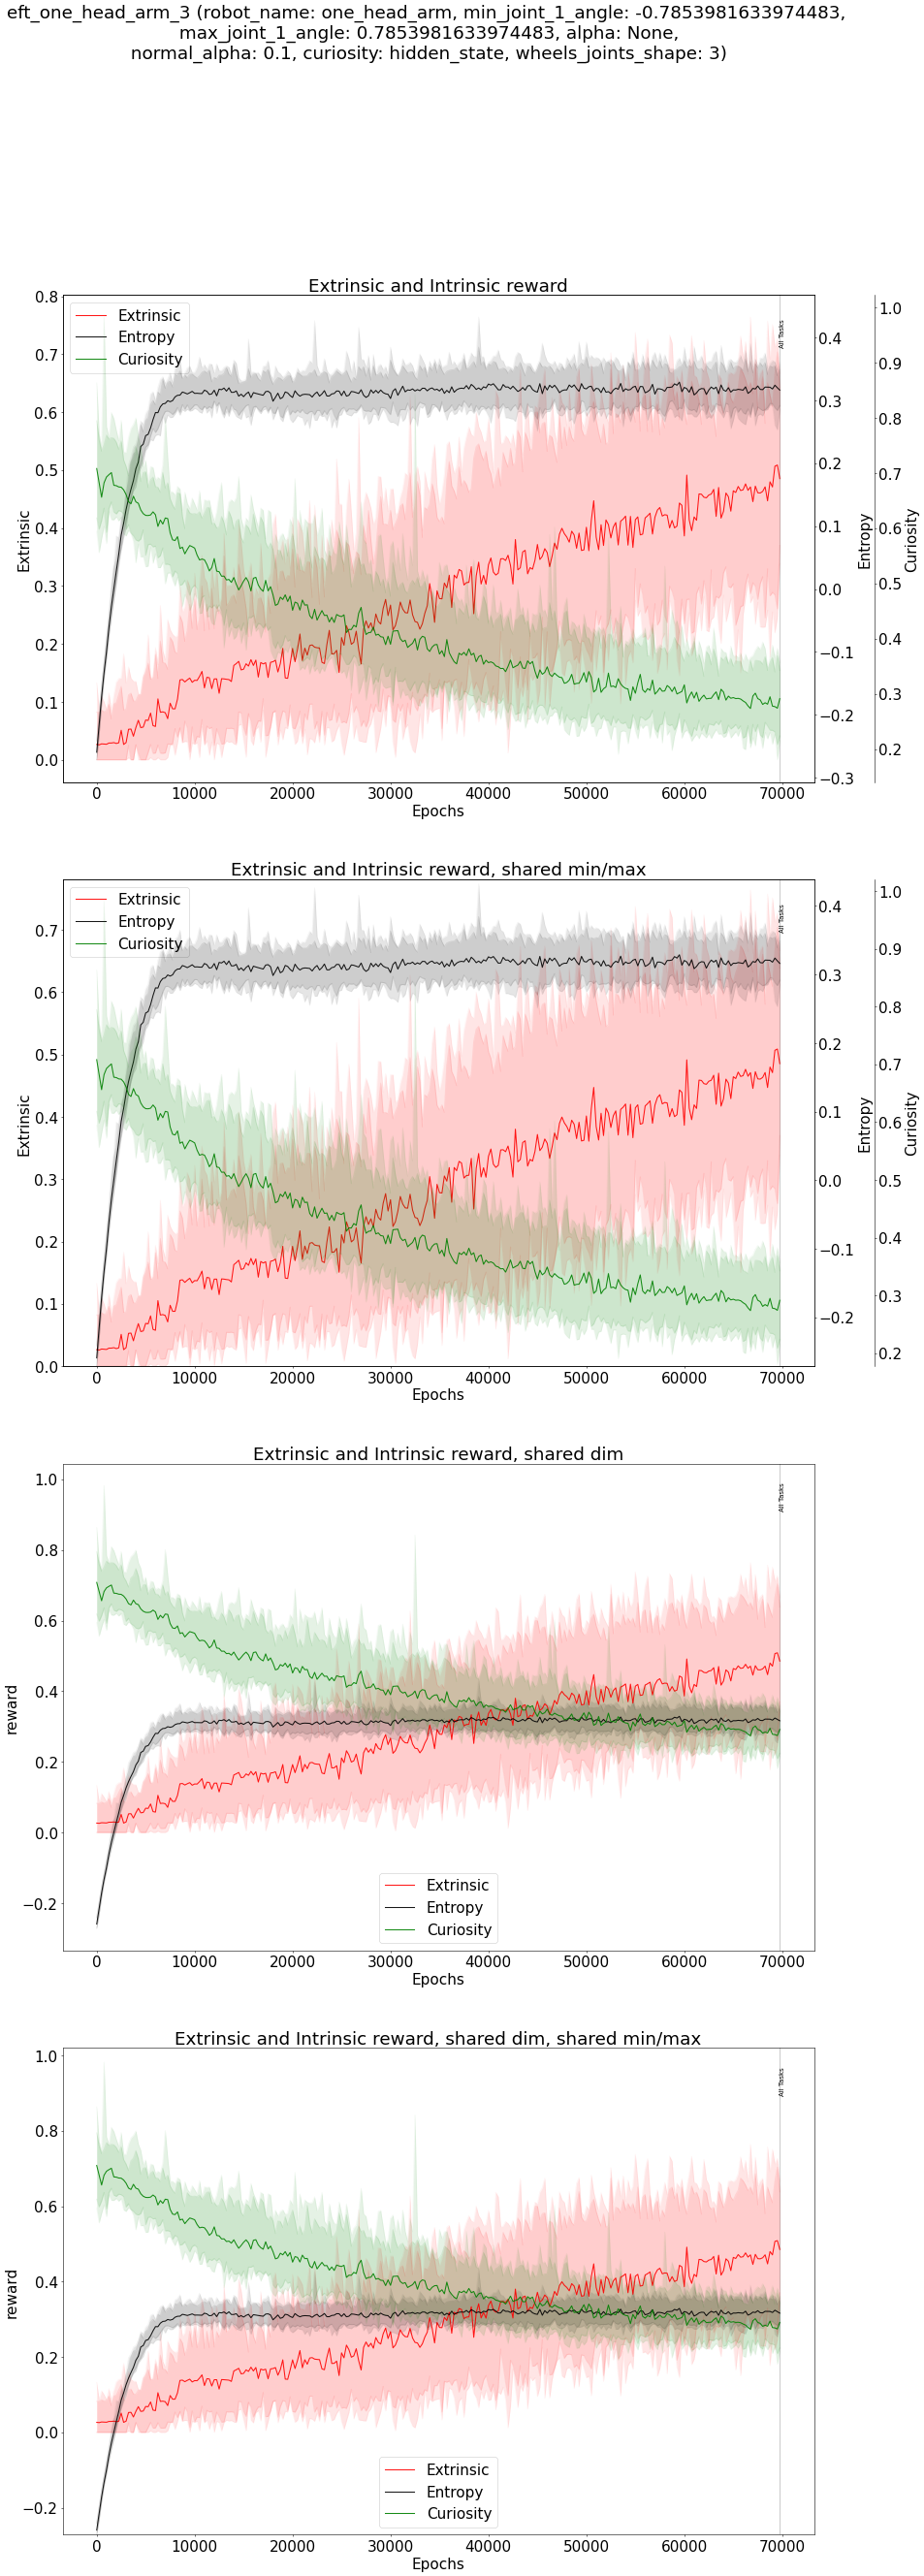 eft_one_head_arm_3 (robot_name: one_head_arm, min_joint_1_angle: -0.7853981633974483,
max_joint_1_angle: 0.7853981633974483, alpha: None,
normal_alpha: 0.1, curiosity: hidden_state, wheels_joints_shape: 3)
Extrinsic and Intrinsic reward
Extrinsic
Entropy
Curiosity
All Tasks
0.8
0.7
0.6
0.5
0.4
0.3
0.2
0.1
0.0
Extrinsic
0.4
0.3
0.2
0.1
0.0
−0.1
−0.2
−0.3
Entropy
1.0
0.9
0.8
0.7
0.6
0.5
0.4
0.3
0.2
Curiosity
0 10000 20000 30000 40000 50000 60000 70000
Epochs
Extrinsic and Intrinsic reward, shared min/max
Extrinsic
Entropy
Curiosity
All Tasks
0.7
0.6
0.5
0.4
0.3
0.2
0.1
0.0
Extrinsic
0.4
0.3
0.2
0.1
0.0
−0.1
−0.2
Entropy
1.0
0.9
0.8
0.7
0.6
0.5
0.4
0.3
0.2
Curiosity
0 10000 20000 30000 40000 50000 60000 70000
Epochs
Extrinsic and Intrinsic reward, shared dim
All Tasks
1.0
0.8
0.6
0.4
0.2
0.0
−0.2
reward
Extrinsic
Entropy
Curiosity
0 10000 20000 30000 40000 50000 60000 70000
Epochs
Extrinsic and Intrinsic reward, shared dim, shared min/max
All Tasks
1.0
0.8
0.6
0.4
0.2
0.0
−0.2
reward
Extrinsic
Entropy
Curiosity
0 10000 20000 30000 40000 50000 60000 70000
Epochs